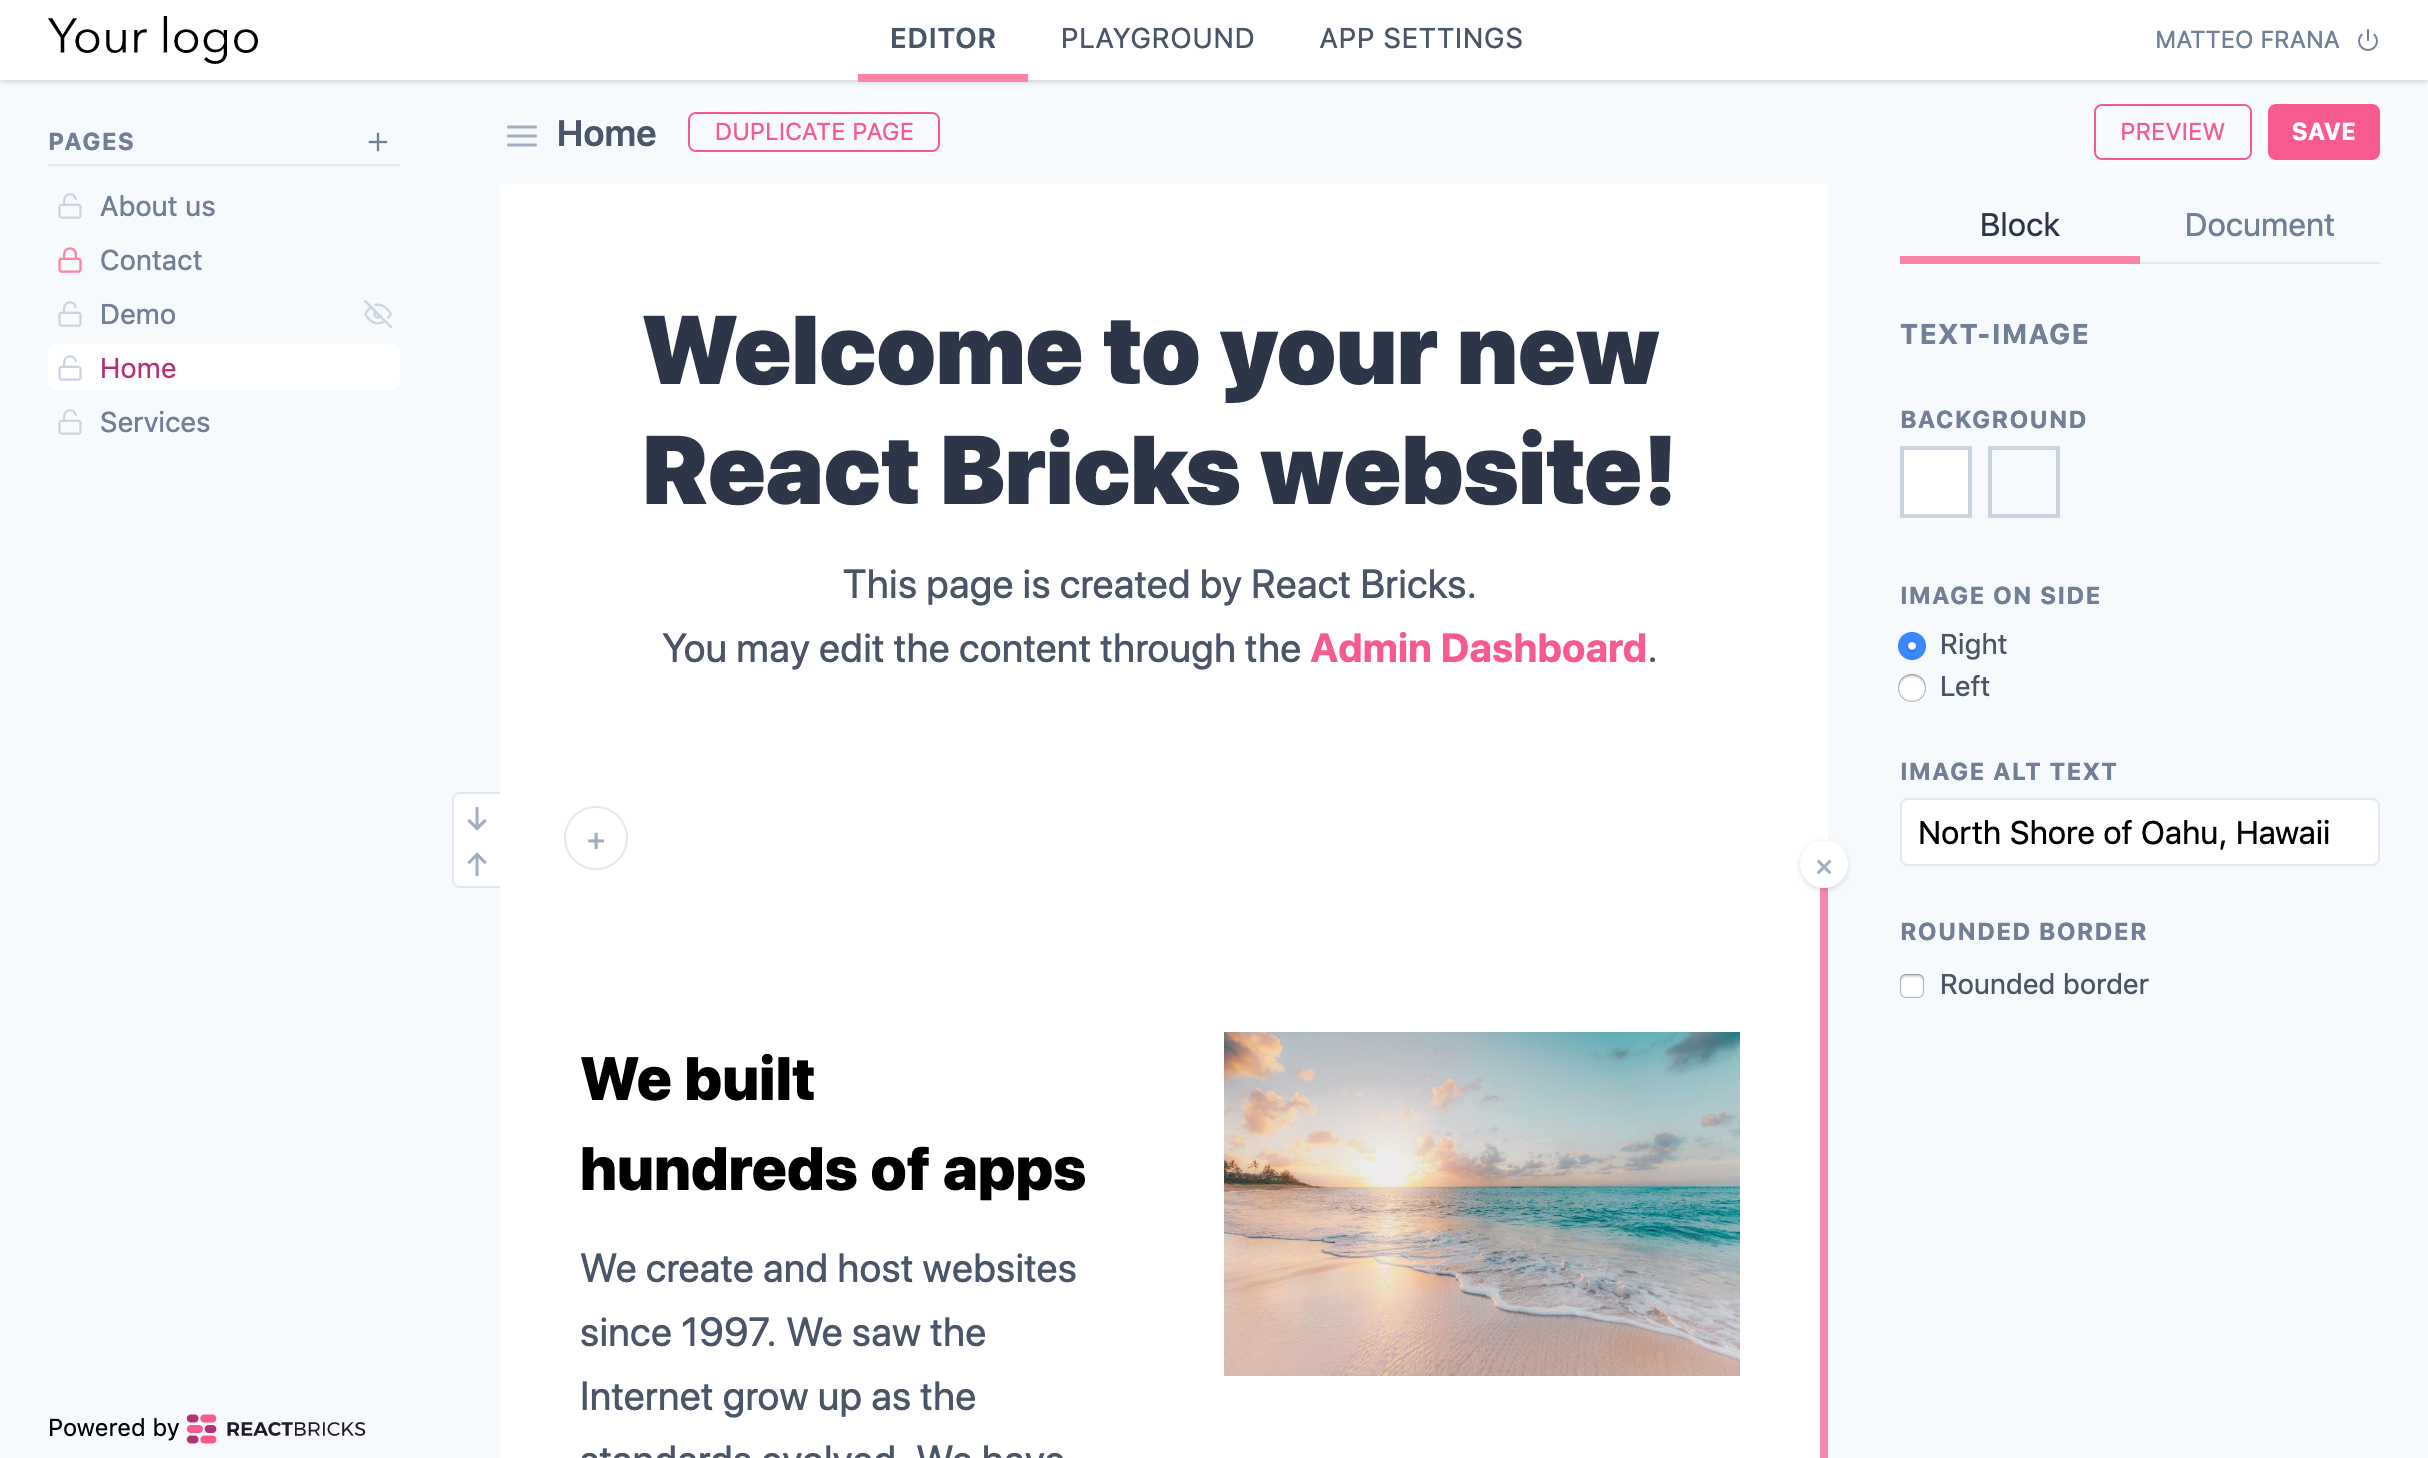 Your logo
EDITOR PLAYGROUND APP SETTINGS
MATTEO FRANA
PAGES
About us
Contact
Demo
Home
Services
Powered by REACTBRICKS
Home DUPLICATE PAGE
PREVIEW SAVE
Welcome to your new
React Bricks website!
This page is created by React Bricks.
You may edit the content through the Admin Dashboard.
We built
hundreds of apps
We create and host websites
since 1997. We saw the
Internet grow up as the
standards evolved. We have
Block Document
TEXT-IMAGE
BACKGROUND
IMAGE ON SIDE
Right
Left
IMAGE ALT TEXT
North Shore of Oahu, Hawaii
ROUNDED BORDER
Rounded border